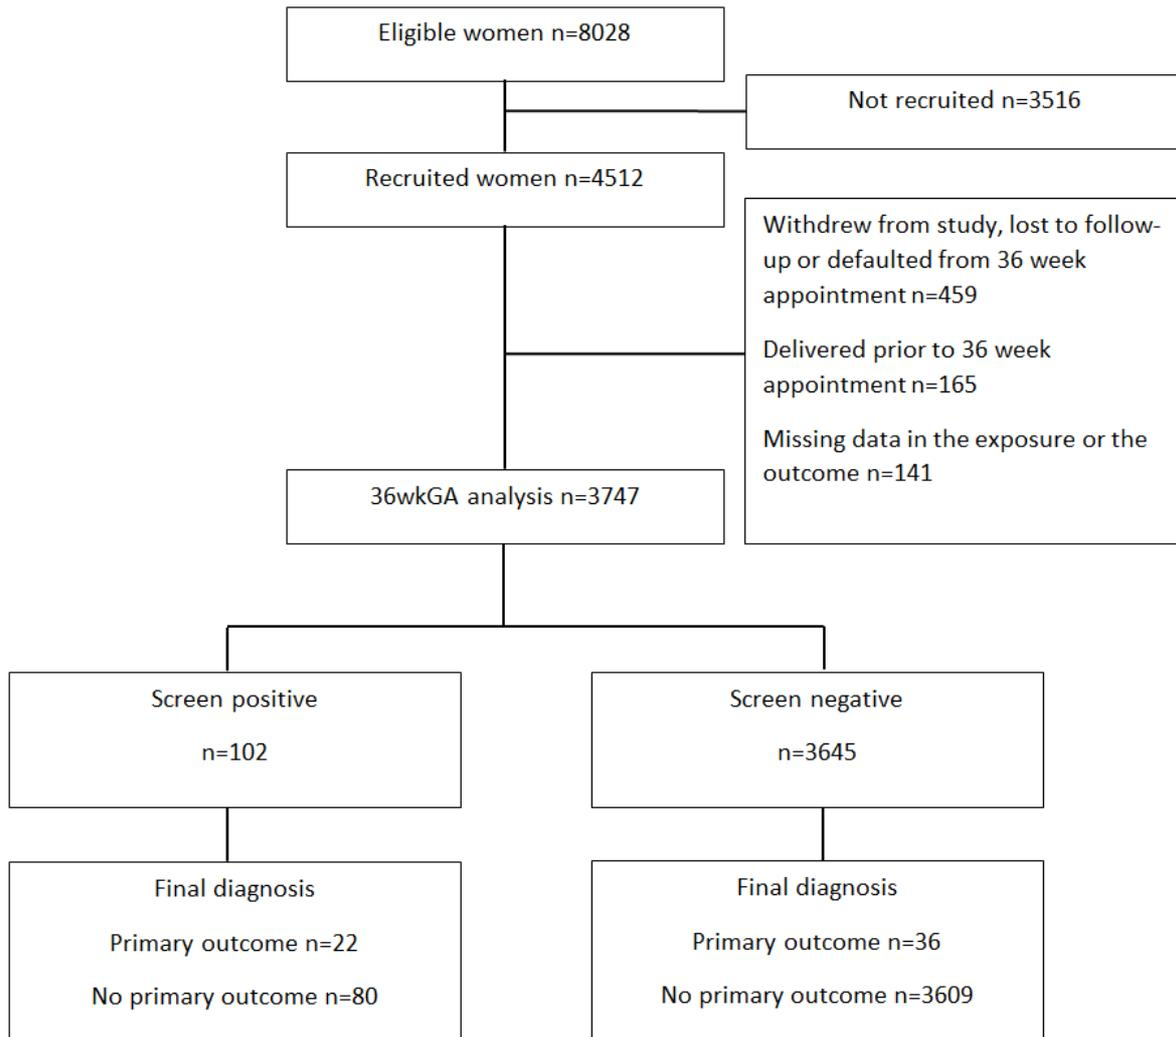 Eligible women n=8028
Not recruited n=3516
Recruited women n=4512
Withdrew from study, lost to follow-
up or defaulted from 36 week
appointment n=459
Delivered prior to 36 week
appointment n=165
Missing data in the exposure or the
outcome n=141
36wkGA analysis n=3747
Screen positive
n=102
Screen negative
n=3645
Final diagnosis
Primary outcome n=22
No primary outcome n=80
Final diagnosis
Primary outcome n=36
No primary outcome n=3609